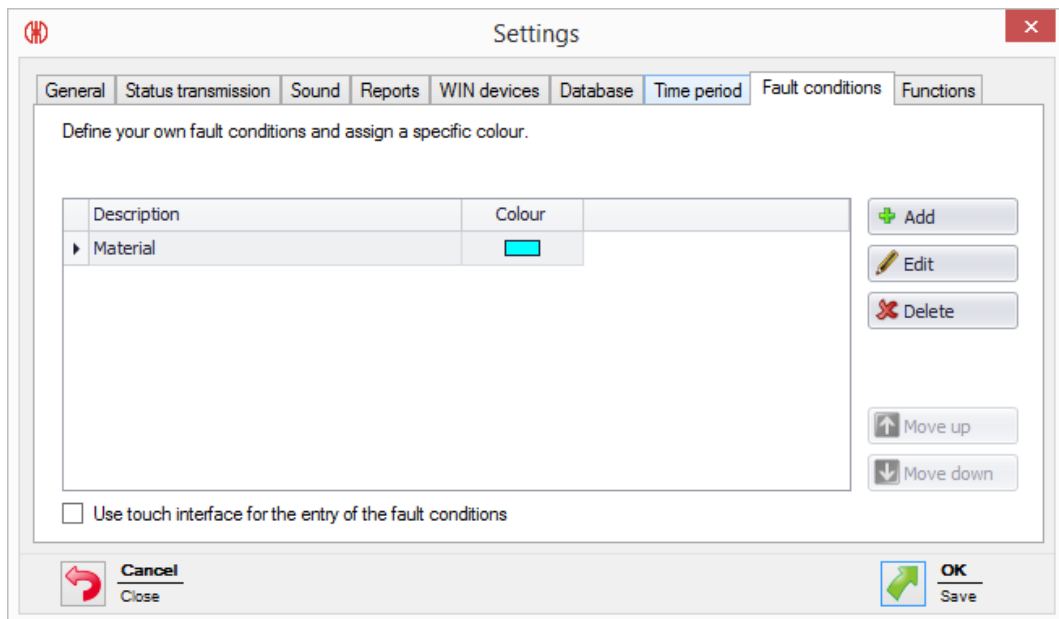 Settings
General Status transmission Sound Reports WIN devices Database Time period Fault conditions Functions
Define your own fault conditions and assign a specific colour.
Description Colour
Material
Add
Edit
Delete
Move up
Move down
Use touch interface for the entry of the fault conditions
Cancel
Close
OK
Save